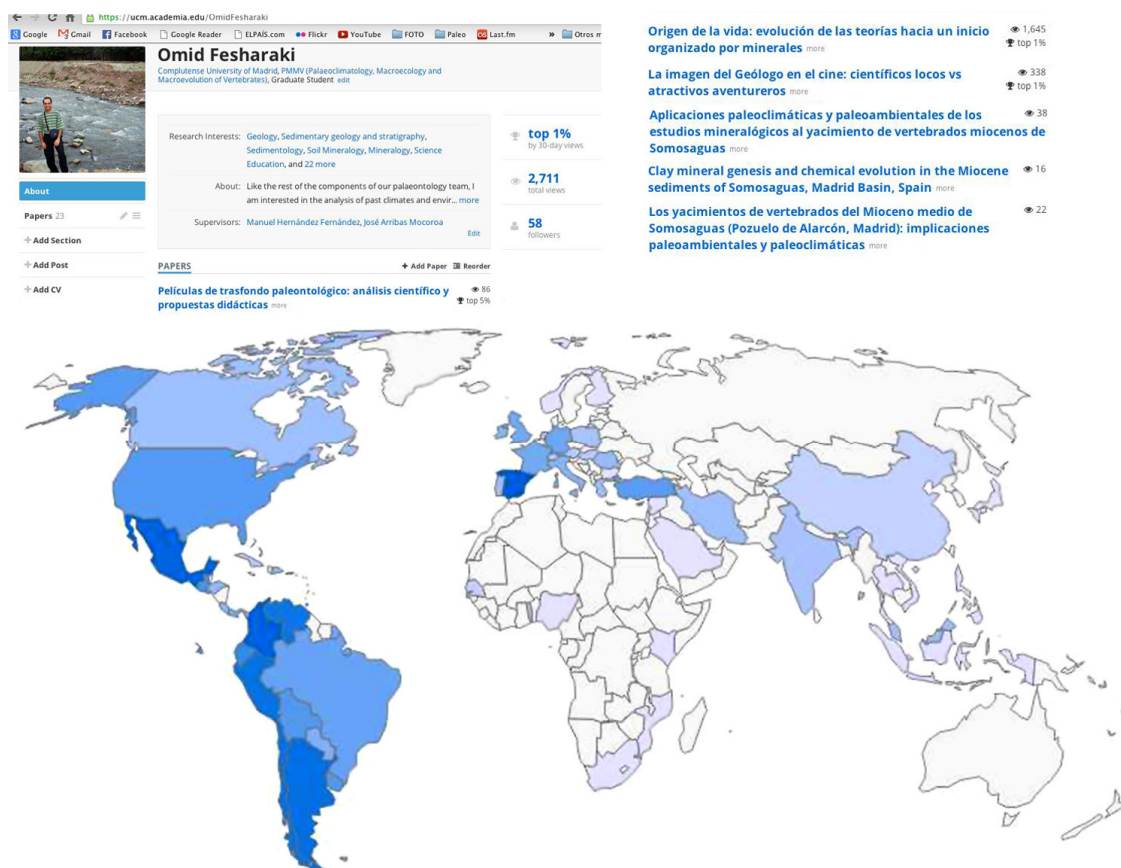 https://ucm.academia.edu/OmidFesharaki
Google Gmail Facebook Google Reader ELPAÍS.com Flickr YouTube FOTO Paleo Last.fm » Otros m
Omid Fesharaki
Complutense University of Madrid, PMMV (Palaeoclimatology, Macroecology and
Macroevolution of Vertebrates), Graduate Student edit
Research Interests: Geology, Sedimentary geology and stratigraphy,
Sedimentology, Soil Mineralogy, Mineralogy, Science
Education, and 22 more
About: Like the rest of the components of our palaeontology team, I
am interested in the analysis of past climates and envir... more
Supervisors: Manuel Hernández Fernández, José Arribas Mocoroa
Edit
top 1%
by 30-day views
2,711
total views
58
followers
About
Papers 23
+ Add Section
+ Add Post
+ Add CV
PAPERS + Add Paper Reorder
Películas de trasfondo paleontológico: análisis científico y 86
propuestas didácticas more top 5%
Origen de la vida: evolución de las teorías hacia un inicio 1,645
organizado por minerales more top 1%
La imagen del Geólogo en el cine: científicos locos vs 338
atractivos aventureros more top 1%
Aplicaciones paleoclimáticas y paleoambientales de los 38
estudios mineralógicos al yacimiento de vertebrados miocenos de
Somosaguas more
Clay mineral genesis and chemical evolution in the Miocene 16
sediments of Somosaguas, Madrid Basin, Spain more
Los yacimientos de vertebrados del Mioceno medio de 22
Somosaguas (Pozuelo de Alarcón, Madrid): implicaciones
paleoambientales y paleoclimáticas more